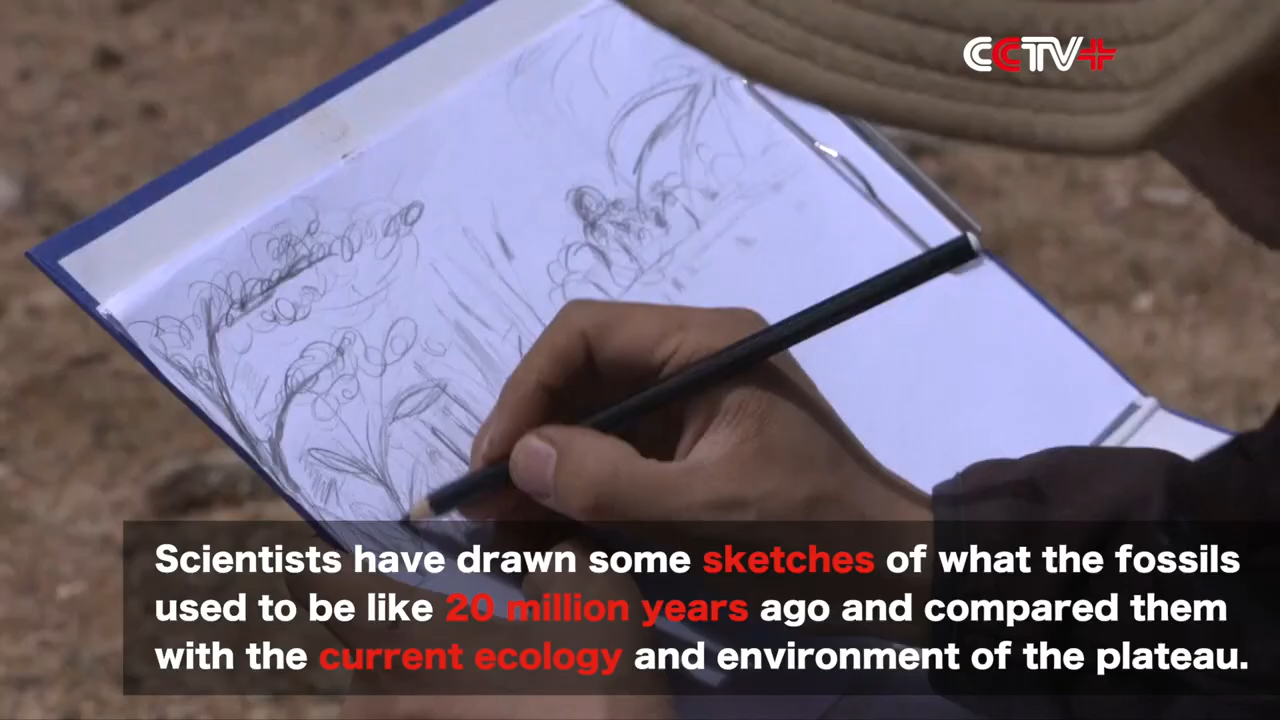 CCTV+
Scientists have drawn some sketches of what the fossils
used to be like 20 million years ago and compared them
with the current ecology and environment of the plateau.